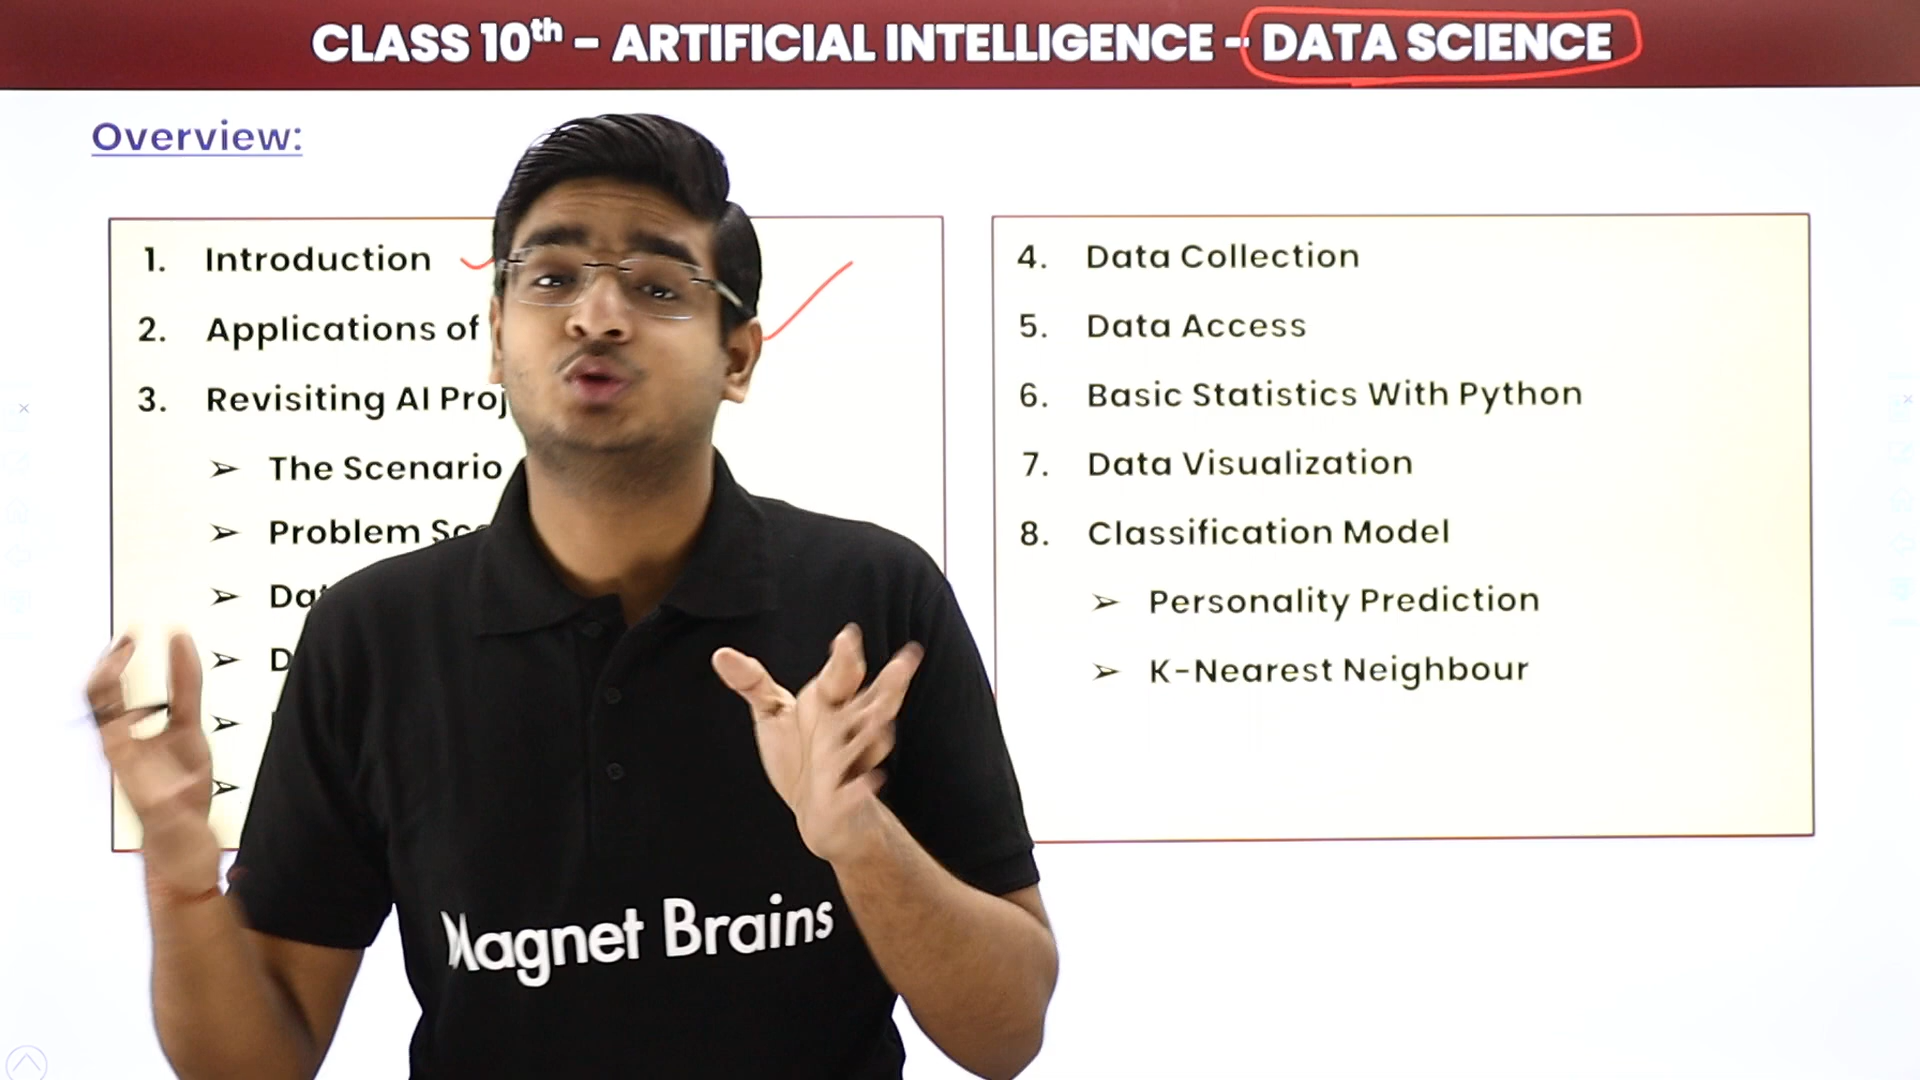 CLASS 10th - ARTIFICIAL INTELLIGENCE - DATA SCIENCE
Overview:
1. Introduction
2. Applications of
3. Revisiting AI
➢ The Scenario
➢ Problem
➢
➢
➢
➢
4. Data Collection
5. Data Access
6. Basic Statistics With Python
7. Data Visualization
8. Classification Model
➢ Personality Prediction
➢ K-Nearest Neighbour
Magnet Brains